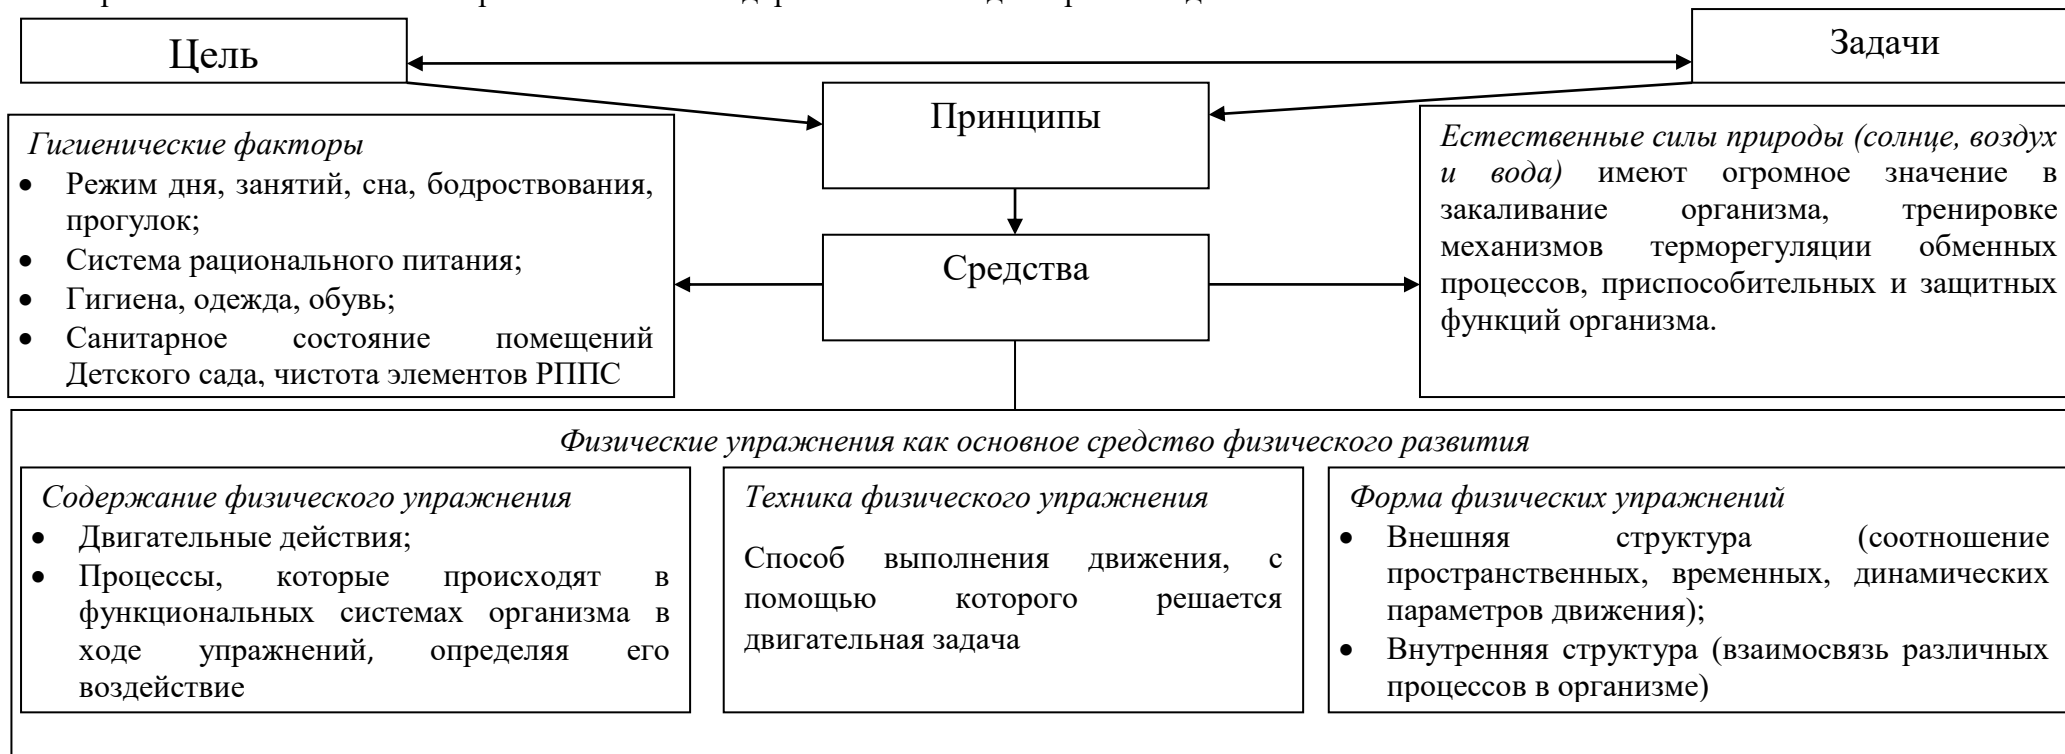 Цель
Задачи
Принципы
Гигиенические факторы
• Режим дня, занятий, сна, бодроствования,
прогулок;
• Система рационального питания;
• Гигиена, одежда, обувь;
• Санитарное состояние помещений
Детского сада, чистота элементов РППС
Средства
Естественные силы природы (солнце, воздух
и вода) имеют огромное значение в
закаливание организма, тренировке
механизмов терморегуляции обменных
процессов, приспособительных и защитных
функций организма.
Физические упражнения как основное средство физического развития
Содержание физического упражнения
• Двигательные действия;
• Процессы, которые происходят в
функциональных системах организма в
ходе упражнений, определяя его
воздействие
Техника физического упражнения
Способ выполнения движения, с
помощью которого решается
двигательная задача
Форма физических упражнений
• Внешняя структура (соотношение
пространственных, временных, динамических
параметров движения);
• Внутренняя структура (взаимосвязь различных
процессов в организме)